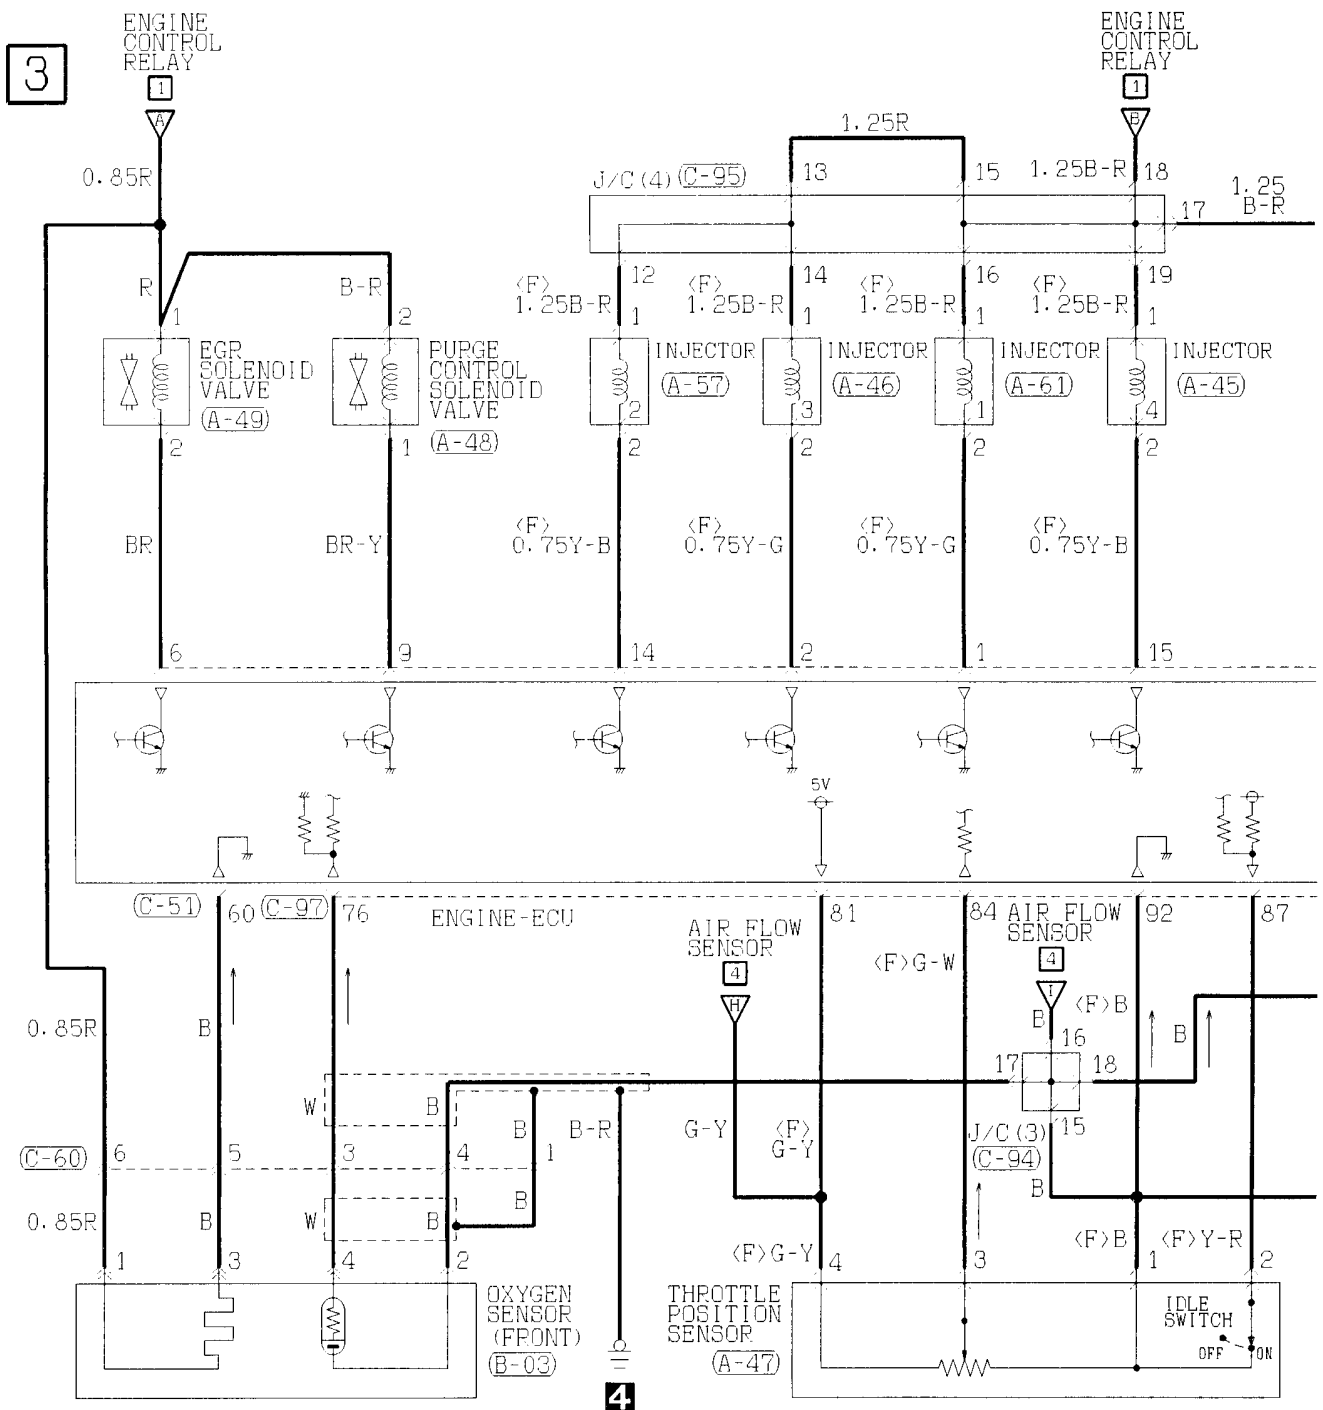 3
ENGINE
CONTROL
RELAY
1
A
0.85R
ENGINE
CONTROL
RELAY
1
B
1.25R
J/C(4) (C-95)
13
15
1.25B-R
18
17
1.25
B-R
R
B-R
1
2
12
14
16
19
<F>
1.25B-R
<F>
1.25B-R
<F>
1.25B-R
<F>
1.25B-R
1
1
1
1
EGR
SOLENOID
VALVE
(A-49)
PURGE
CONTROL
SOLENOID
VALVE
(A-48)
INJECTOR
(A-57)
INJECTOR
(A-46)
INJECTOR
(A-61)
INJECTOR
(A-45)
2
3
1
4
2
1
2
2
2
2
BR
BR-Y
<F>
0.75Y-B
<F>
0.75Y-G
<F>
0.75Y-G
<F>
0.75Y-B
6
9
14
2
1
15
5V
(C-51)
60
(C-97)
76
ENGINE-ECU
81
84
92
87
AIR FLOW
SENSOR
4
H
AIR FLOW
SENSOR
4
I
<F>G-W
<F>B
B
B
0.85R
B
16
17
18
15
W
B
B
B-R
G-Y
<F>
G-Y
J/C(3)
(C-94)
(C-60)
6
5
3
4
1
B
0.85R
B
W
B
B
<F>G-Y
<F>B
<F>Y-R
1
3
4
2
4
3
1
2
OXYGEN
SENSOR
(FRONT)
(B-03)
THROTTLE
POSITION
SENSOR
(A-47)
IDLE
SWITCH
OFF
ON
4